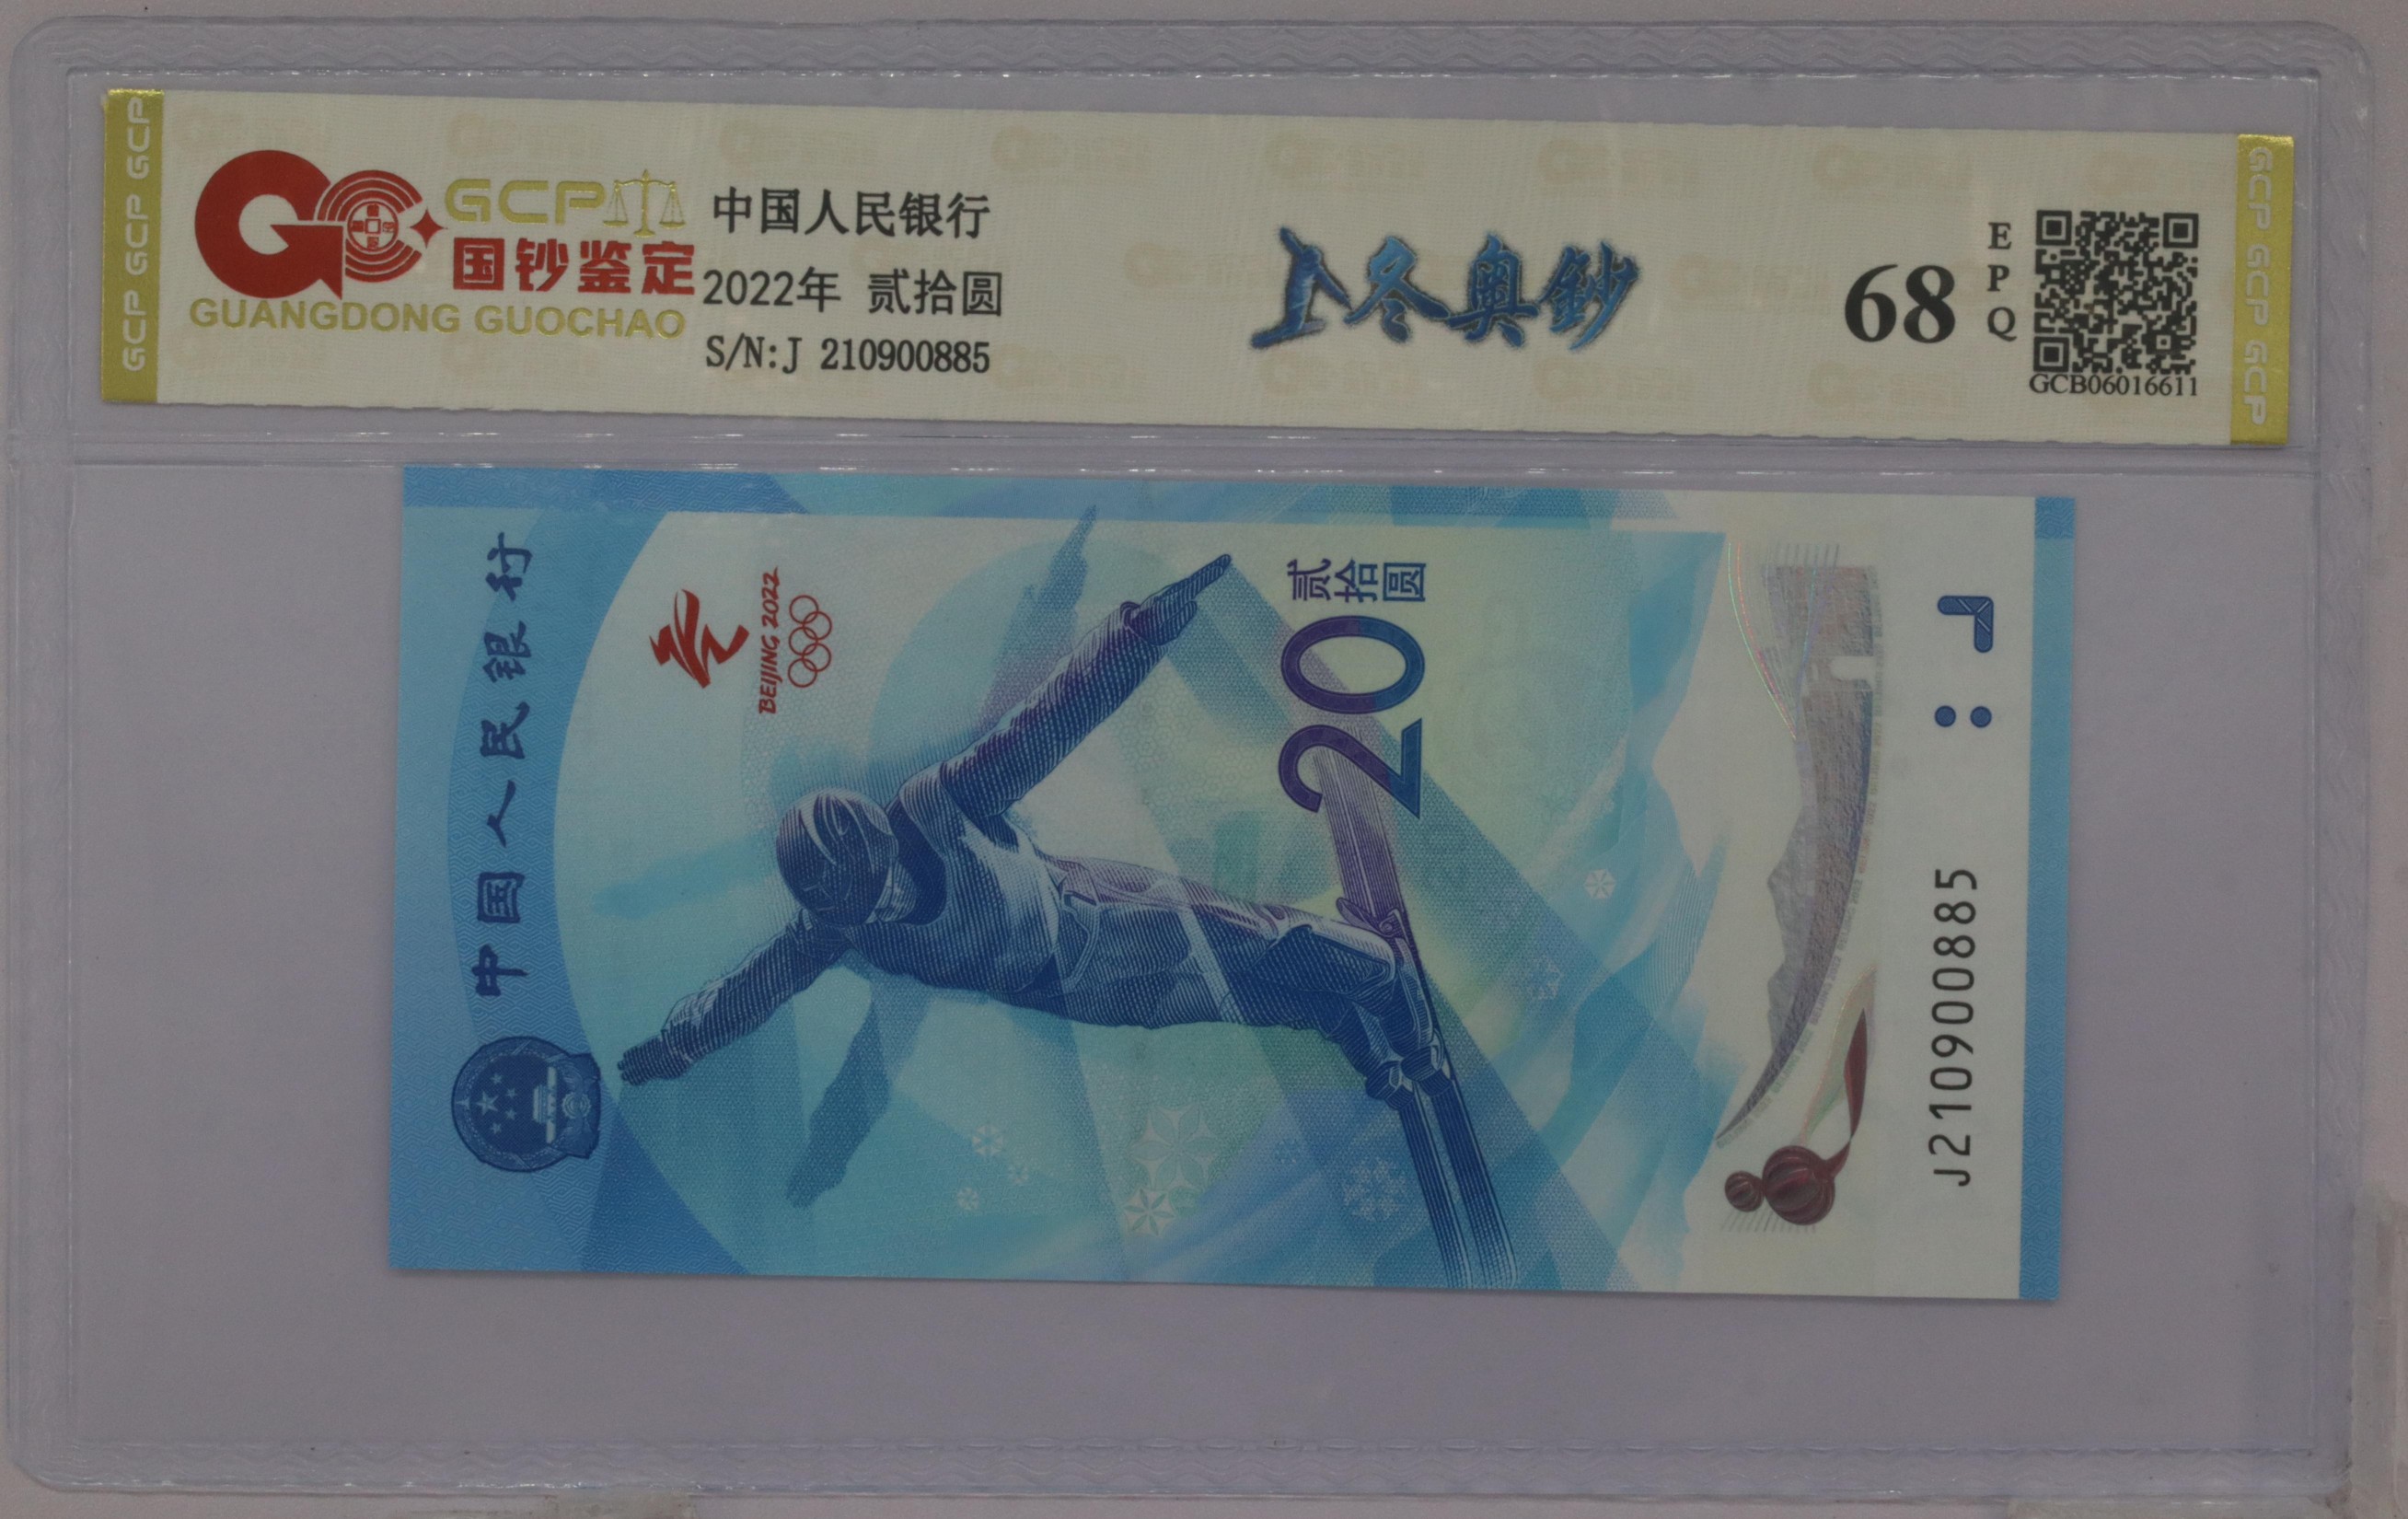 GCP GCP GCP
GCP
国钞鉴定
GUANGDONG GUOCHAO
中国人民银行
2022年 贰拾圆
S/N:J 210900885
冬奥鈔
68
EPQ
GCB06016611
GCP GCP GCP
中国人民银行
BEIJING 2022
贰拾圆
20
J210900885